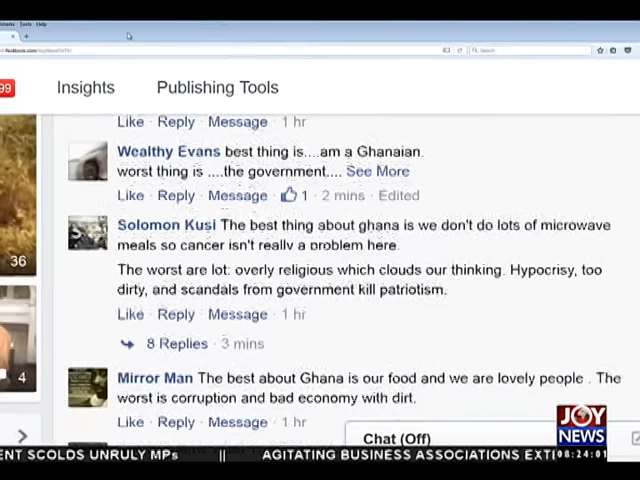 Tools Help
99
Insights
Publishing Tools
Search
Like · Reply · Message · 1 hr
Wealthy Evans best thing is....am a Ghanaian.
worst thing is ....the government.... See More
Like · Reply · Message · 1 · 2 mins · Edited
Solomon Kusi The best thing about ghana is we don't do lots of microwave
meals so cancer isn't really a problem here.
36
The worst are lot: overly religious which clouds our thinking. Hypocrisy, too
dirty, and scandals from government kill patriotism.
Like · Reply · Message · 1 hr
8 Replies · 3 mins
4
Mirror Man The best about Ghana is our food and we are lovely people . The
worst is corruption and bad economy with dirt.
Like · Reply · Message · 1 hr
Chat (Off)
JOY
NEWS
08:24:01
ENT SCOLDS UNRULY MPs || AGITATING BUSINESS ASSOCIATIONS EXT